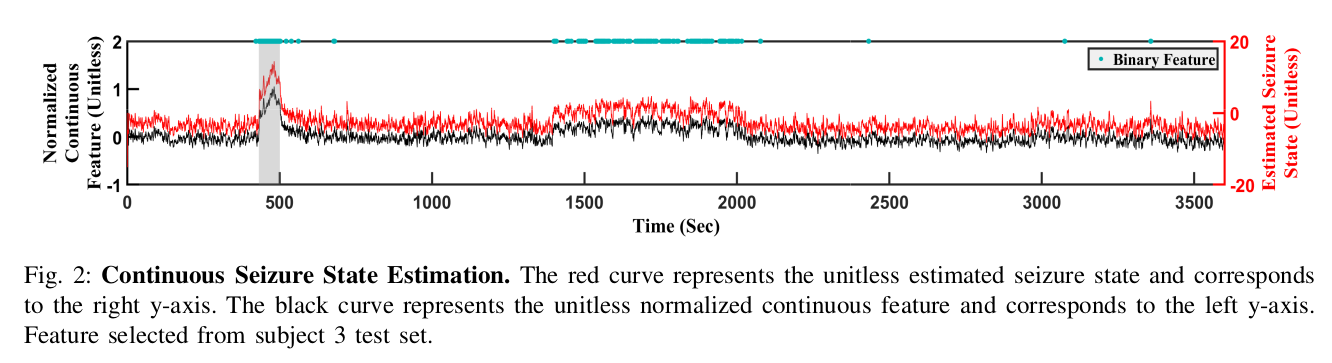 Normalized
Continuous
Feature (Unitless)
2
1
0
-1
Binary Feature
20
0
-20
Estimated Seizure
State (Unitless)
0
500
1000
1500
2000
2500
3000
3500
Time (Sec)
Fig. 2: Continuous Seizure State Estimation. The red curve represents the unitless estimated seizure state and corresponds
to the right y-axis. The black curve represents the unitless normalized continuous feature and corresponds to the left y-axis.
Feature selected from subject 3 test set.